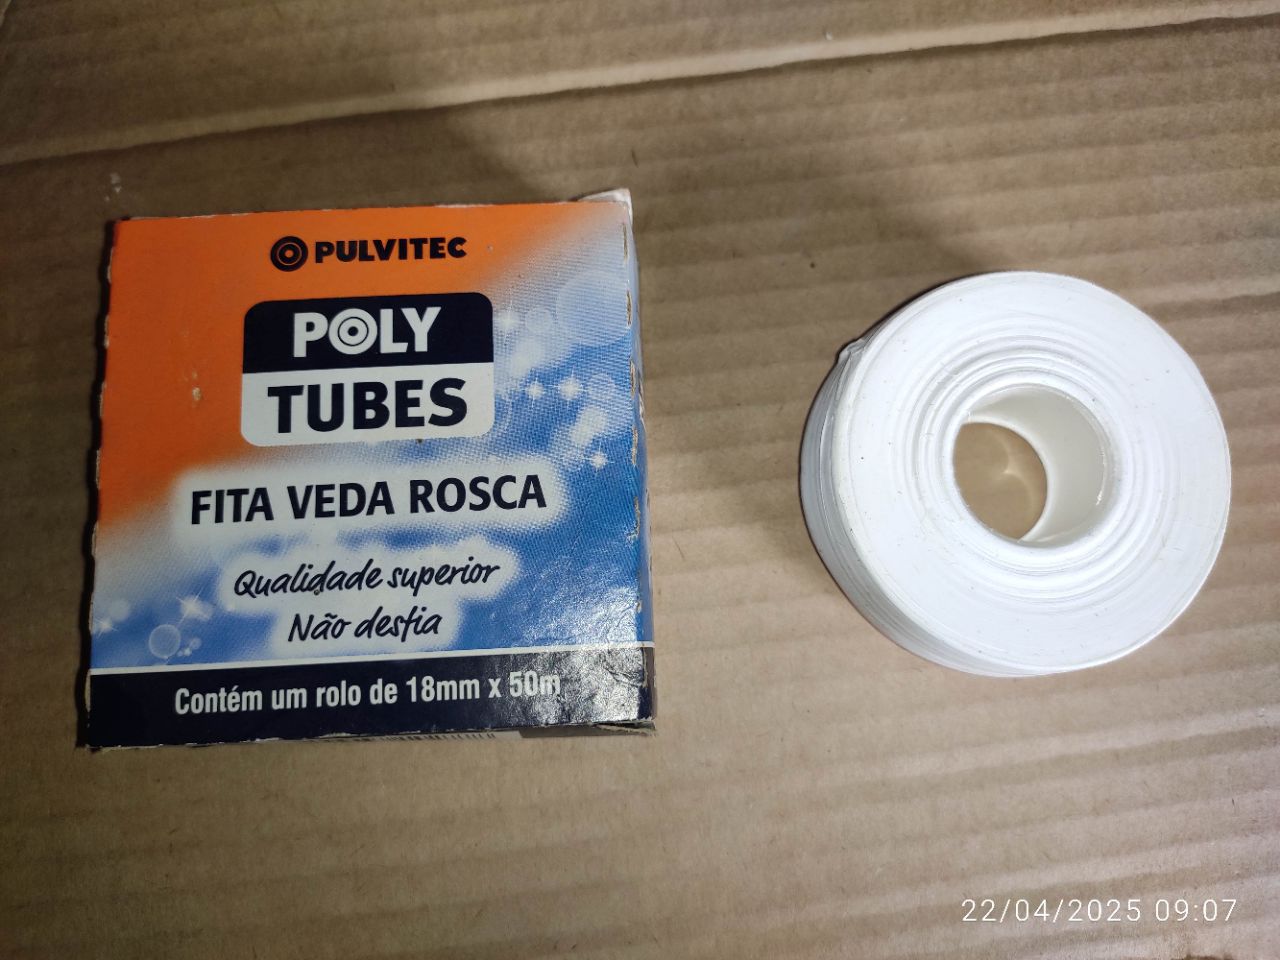 PULVITEC
POLY
TUBES
FITA VEDA ROSCA
Qualidade superior
Não desfia
Contém um rolo de 18mm x 50m
22/04/2025 09:07